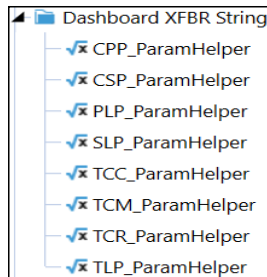 Dashboard XFBR String
CPP_ParamHelper
CSP_ParamHelper
PLP_ParamHelper
SLP_ParamHelper
TCC_ParamHelper
TCM_ParamHelper
TCR_ParamHelper
TLP_ParamHelper